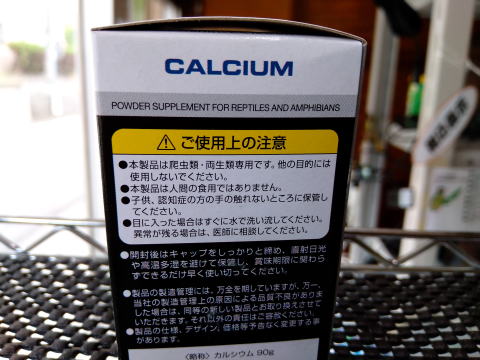 CALCIUM
POWDER SUPPLEMENT FOR REPTILES AND AMPHIBIANS
ご使用上の注意
●本製品は爬虫類・両生類専用です。他の目的には
使用しないでください。
●本製品は人間の食用ではありません。
●子供、認知症の方の手の触れないところに保管し
てください。
●目に入った場合はすぐに水で洗い流してください。
異常が残る場合は、医師に相談してください。
●開封後はキャップをしっかりと締め、直射日光
や高温多湿を避けて保管し、賞味期限に関わら
ずできるだけ早く使い切ってください。
●製品の製造管理には、万全を期していますが、万一、
当社の製造管理上の原因による品質不良がありま
した場合は、同等の新しい製品とお取り換えさせて
いただきます。それ以外の責任はご容赦ください。
●製品の仕様、デザイン、価格等予告なく変更する事
があります。
〈略称〉カルシウム 90g